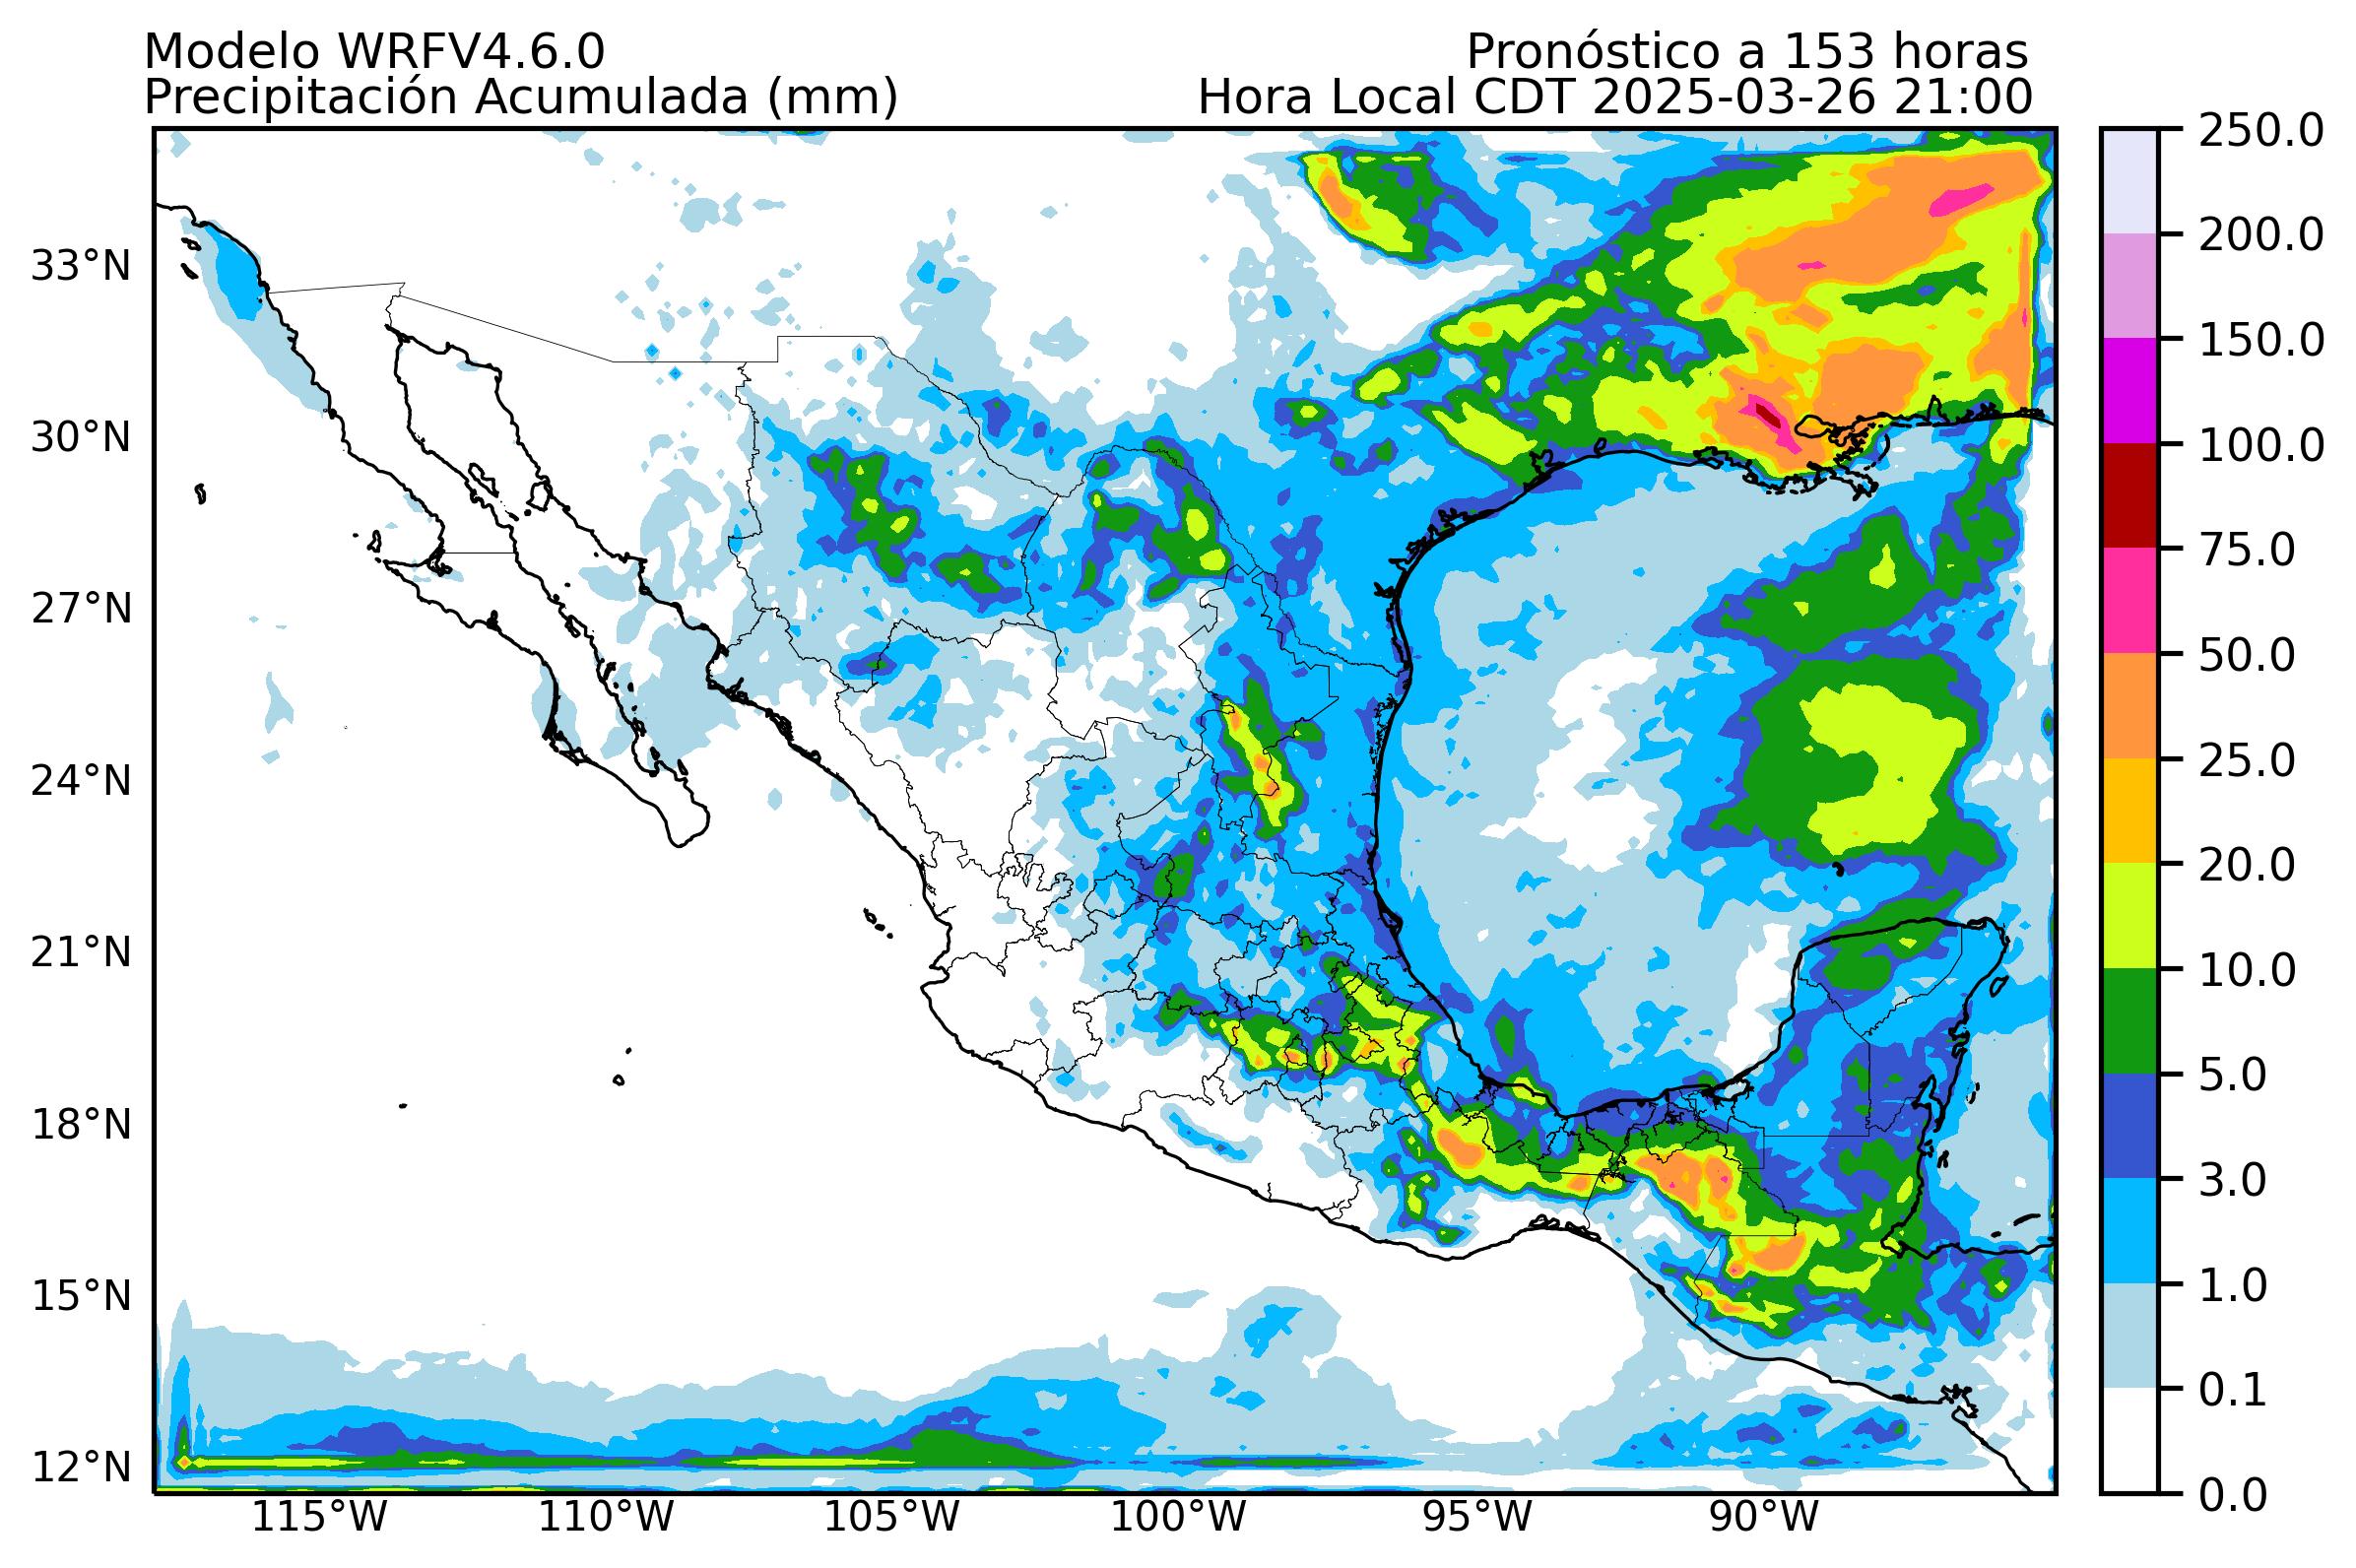 Modelo WRFV4.6.0
Pronóstico a 153 horas
Precipitación Acumulada (mm)
Hora Local CDT 2025-03-26 21:00
33°N
30°N
27°N
24°N
21°N
18°N
15°N
12°N
115°W
110°W
105°W
100°W
95°W
90°W
250.0
200.0
150.0
100.0
75.0
50.0
25.0
20.0
10.0
5.0
3.0
1.0
0.1
0.0